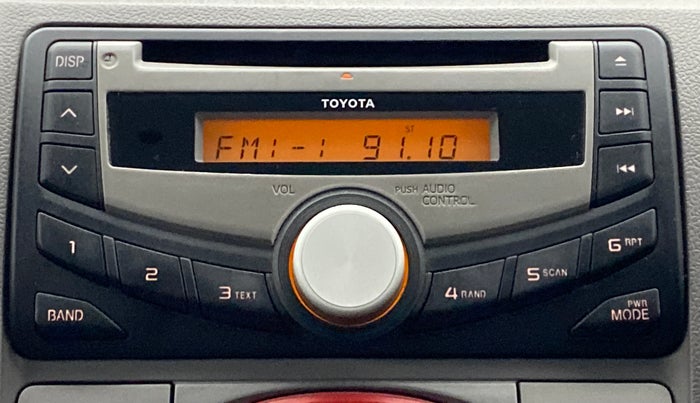 DISP
TOYOTA
ST
FM1-1 91.10
VOL
PUSH AUDIO
CONTROL
1
2
3 TEXT
4 RAND
5 SCAN
6 RPT
BAND
PWR
MODE